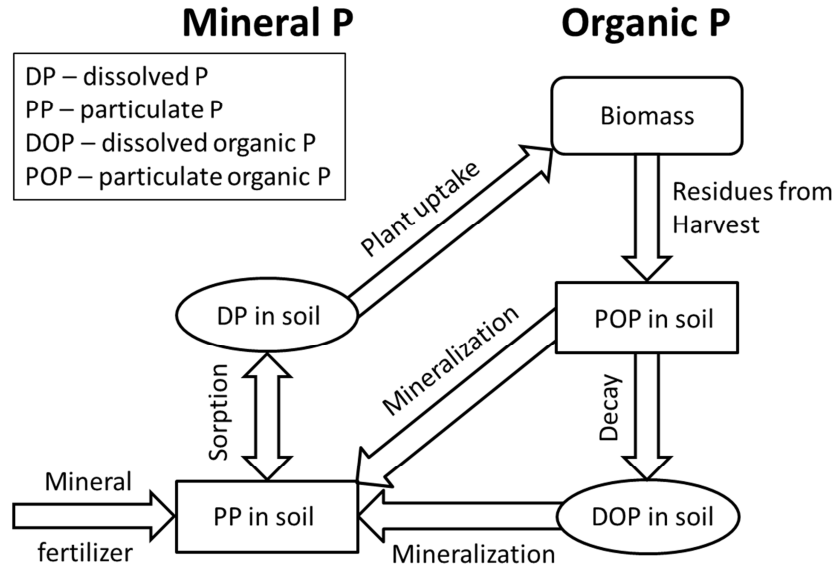 Mineral P
Organic P
DP – dissolved P
PP – particulate P
DOP – dissolved organic P
POP – particulate organic P
Biomass
Plant uptake
Residues from
Harvest
DP in soil
POP in soil
Mineralization
Sorption
Decay
Mineral
fertilizer
PP in soil
DOP in soil
Mineralization